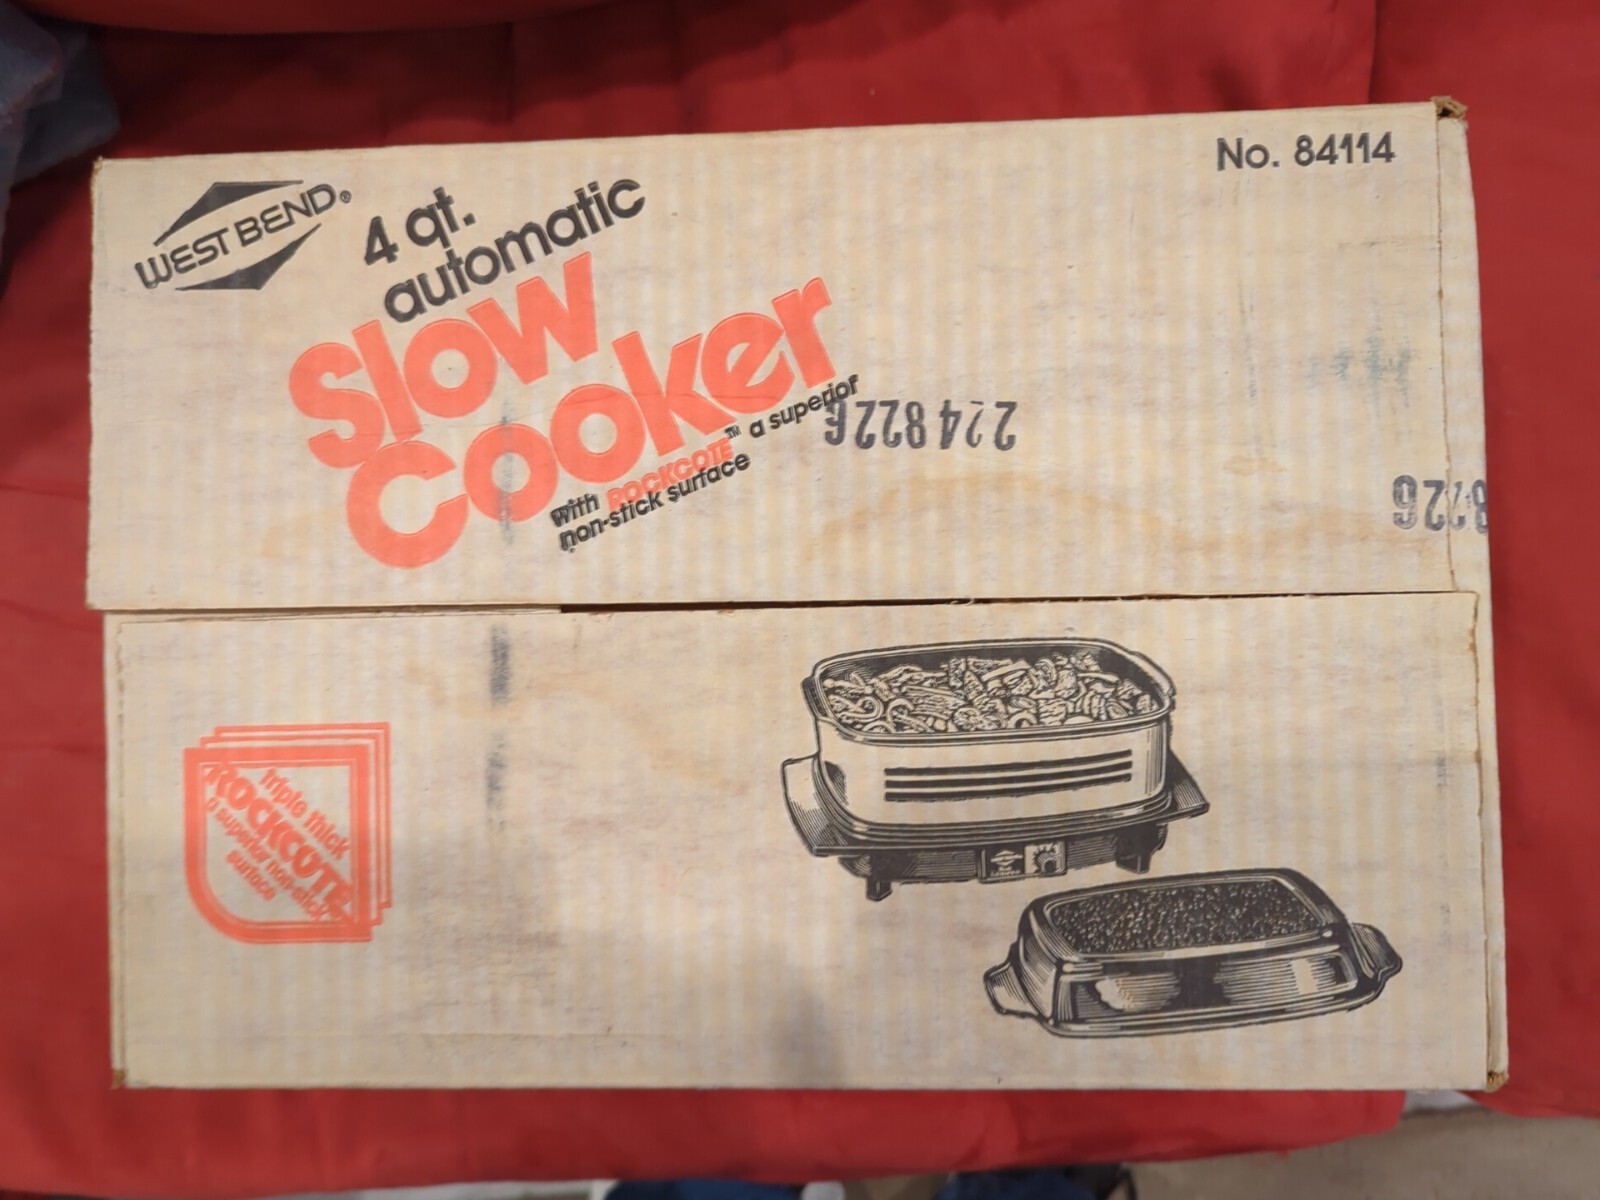 WEST BEND®
4 qt.
automatic
Slow
Cooker
with ROCKCOTE™ a superior
non-stick surface
No. 84114
224 8226
8226
triple thick
ROCKCOTE
a superior non-stick
surface